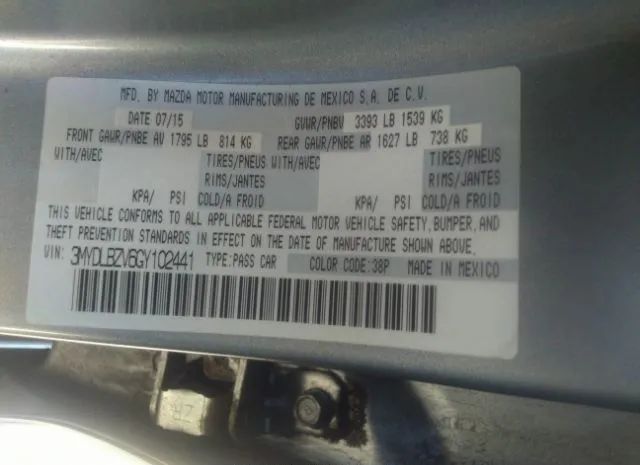 MFD. BY MAZDA MOTOR MANUFACTURING DE MEXICO S.A. DE C.V.
DATE 07/15 GVWR/PNBV 3393 LB 1539 KG
FRONT GAWR/PNBE AV 1795 LB 814 KG REAR GAWR/PNBE AR 1627 LB 738 KG
WITH/AVEC TIRES/PNEUS WITH/AVEC TIRES/PNEUS
RIMS/JANTES RIMS/JANTES
KPA/ PSI COLD/A FROID KPA/ PSI COLD/A FROID
THIS VEHICLE CONFORMS TO ALL APPLICABLE FEDERAL MOTOR VEHICLE SAFETY, BUMPER, AND
THEFT PREVENTION STANDARDS IN EFFECT ON THE DATE OF MANUFACTURE SHOWN ABOVE.
VIN: 3MYDLBZV6GY102441 TYPE:PASS CAR COLOR CODE:38P MADE IN MEXICO